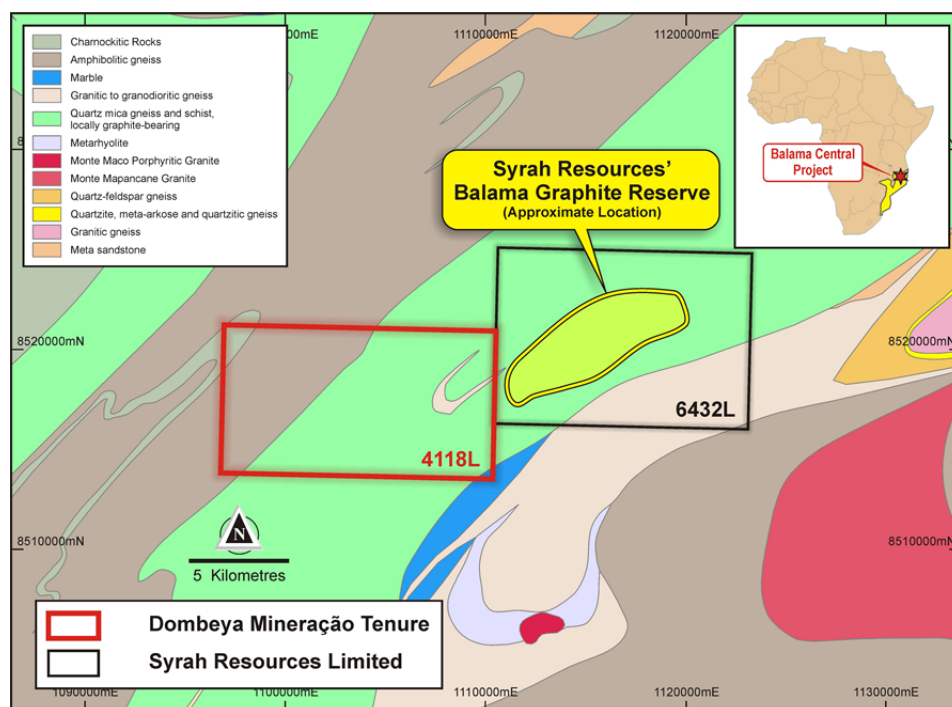 1110000mE
1120000mE
Charnockitic Rocks
Amphibolitic gneiss
Marble
Granitic to granodioritic gneiss
Quartz mica gneiss and schist,
locally graphite-bearing
Metarhyolite
Monte Maco Porphyritic Granite
Monte Mapancane Granite
Quartz-feldspar gneiss
Quartzite, meta-arkose and quartzitic gneiss
Granitic gneiss
Meta sandstone
Balama Central
Project
Syrah Resources’
Balama Graphite Reserve
(Approximate Location)
8520000mN
8520000mN
6432L
4118L
N
5 Kilometres
8510000mN
8510000mN
Dombeya Mineração Tenure
Syrah Resources Limited
1090000mE
1100000mE
1110000mE
1120000mE
1130000mE